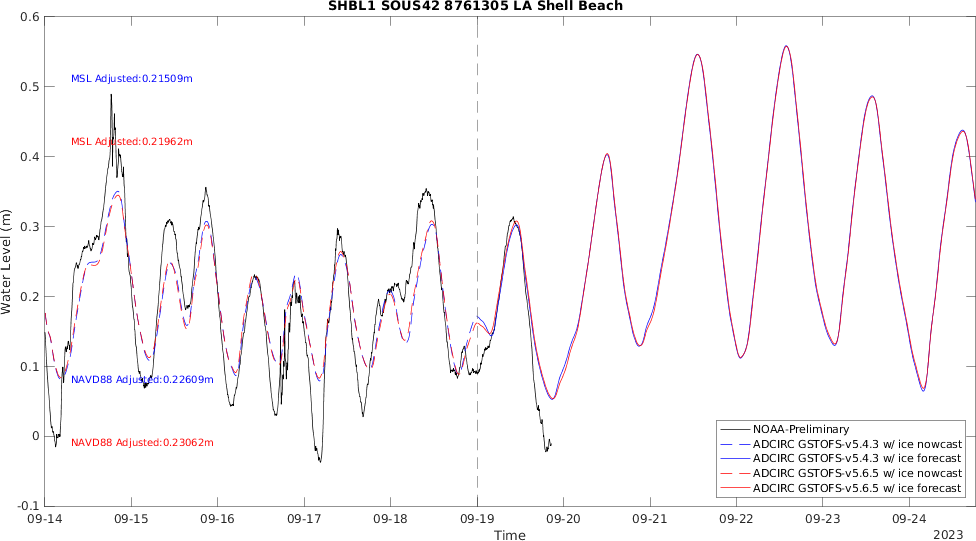 SHBL1 SOUS42 8761305 LA Shell Beach
0.6
0.5
0.4
0.3
0.2
0.1
0
-0.1
Water Level (m)
MSL Adjusted:0.21509m
MSL Adjusted:0.21962m
NAVD88 Adjusted:0.22609m
NAVD88 Adjusted:0.23062m
NOAA-Preliminary
ADCIRC GSTOFS-v5.4.3 w/ ice nowcast
ADCIRC GSTOFS-v5.4.3 w/ ice forecast
ADCIRC GSTOFS-v5.6.5 w/ ice nowcast
ADCIRC GSTOFS-v5.6.5 w/ ice forecast
09-14 09-15 09-16 09-17 09-18 09-19 09-20 09-21 09-22 09-23 09-24
Time
2023